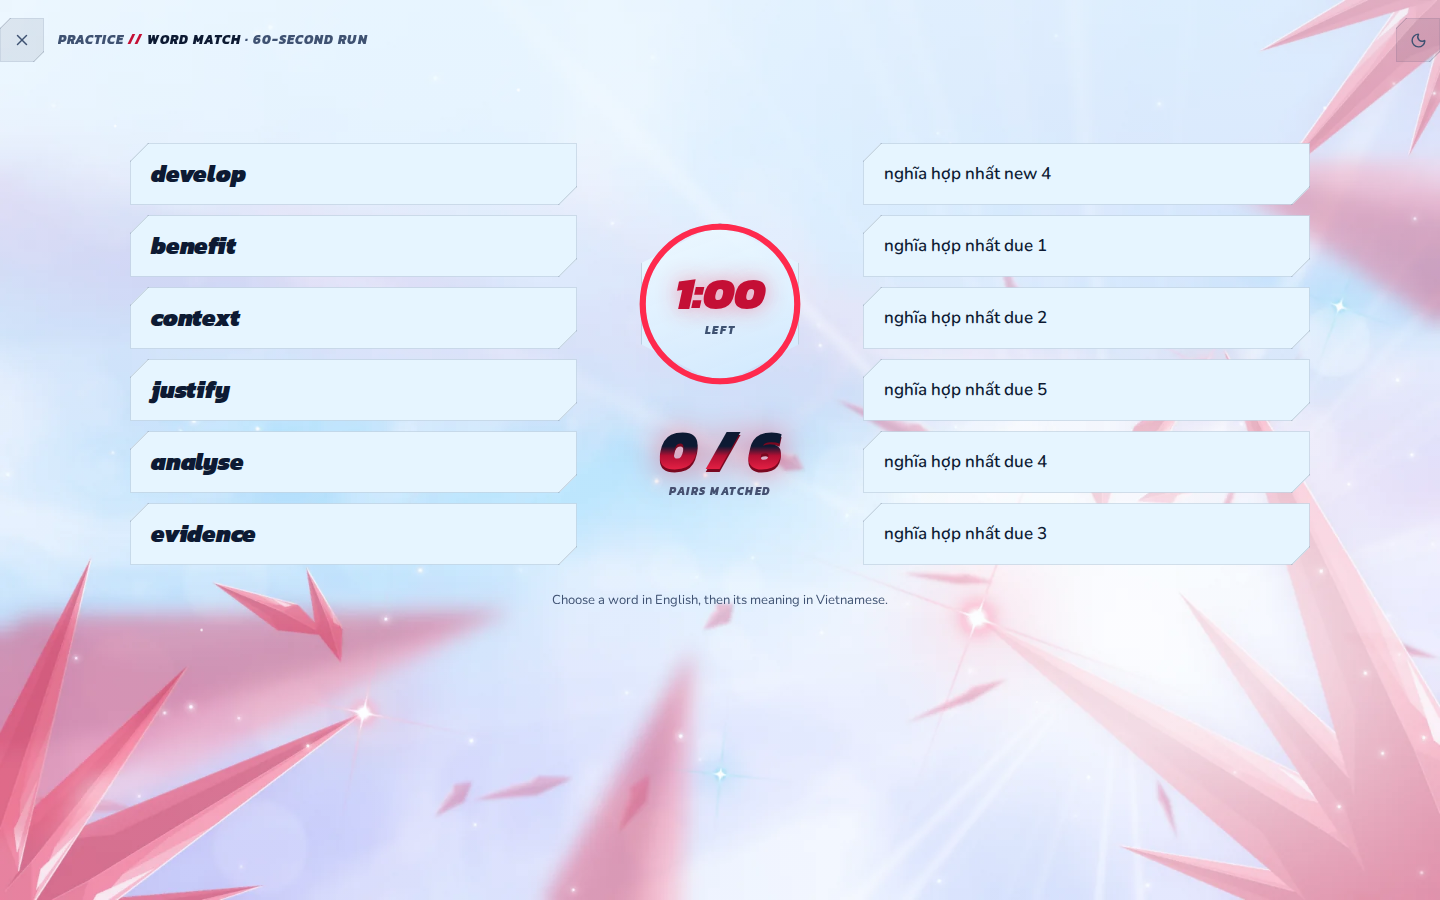 PRACTICE // WORD MATCH · 60-SECOND RUN
develop
benefit
context
justify
analyse
evidence
1:00
LEFT
0 / 6
PAIRS MATCHED
nghĩa hợp nhất new 4
nghĩa hợp nhất due 1
nghĩa hợp nhất due 2
nghĩa hợp nhất due 5
nghĩa hợp nhất due 4
nghĩa hợp nhất due 3
Choose a word in English, then its meaning in Vietnamese.